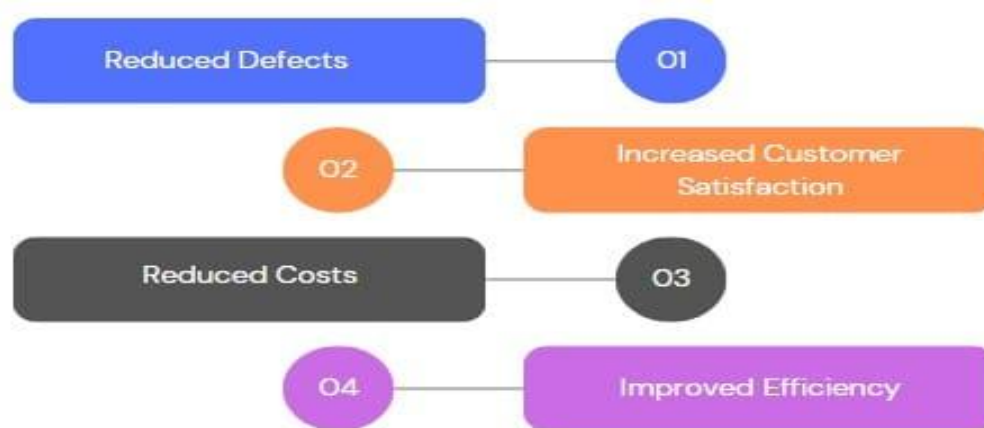 Reduced Defects
01
02
Increased Customer
Satisfaction
Reduced Costs
03
04
Improved Efficiency